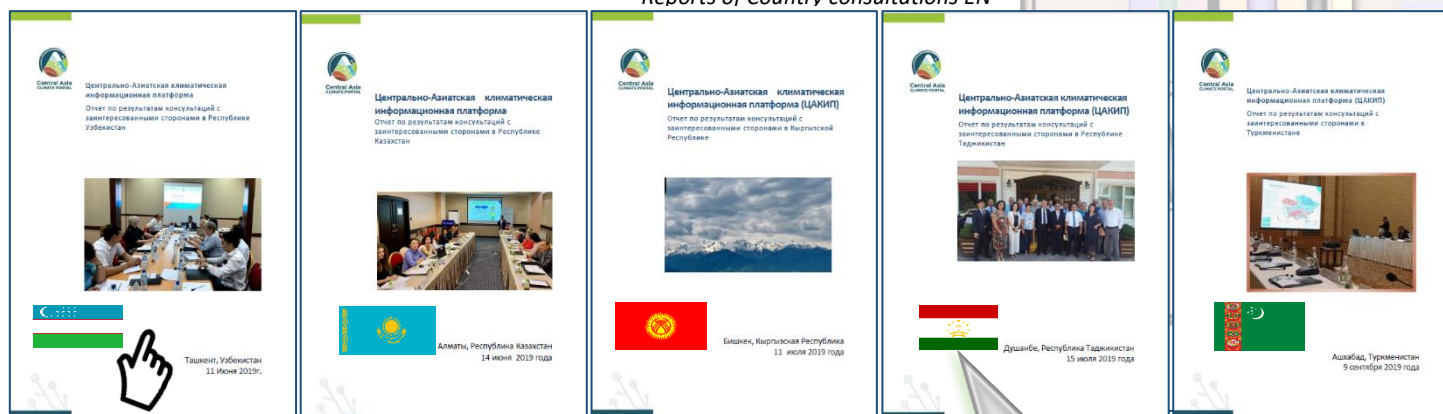 Reports of Country consultations EN
Central Asia
CLIMATE PORTAL
Центрально-Азиатская климатическая
информационная платформа
Отчет по результатам консультаций с
заинтересованными сторонами в Республике
Узбекистан
Ташкент, Узбекистан
11 Июня 2019г.
Central Asia
CLIMATE PORTAL
Центрально-Азиатская климатическая
информационная платформа
Отчет по результатам консультаций с
заинтересованными сторонами в Республике
Казахстан
Алматы, Республика Казахстан
14 июня 2019 года
Central Asia
CLIMATE PORTAL
Центрально-Азиатская климатическая
информационная платформа (ЦАКИП)
Отчет по результатам консультаций с
заинтересованными сторонами в Кыргызской
Республике
Бишкек, Кыргызская Республика
11 июля 2019 года
Central Asia
CLIMATE PORTAL
Центрально-Азиатская климатическая
информационная платформа (ЦАКИП)
Отчет по результатам консультаций с
заинтересованными сторонами в Республике
Таджикистан
Душанбе, Республика Таджикистан
15 июля 2019 года
Central Asia
CLIMATE PORTAL
Центрально-Азиатская климатическая
информационная платформа (ЦАКИП)
Отчет по результатам консультаций с
заинтересованными сторонами в
Туркменистане
Ашхабад, Туркменистан
9 сентября 2019 года